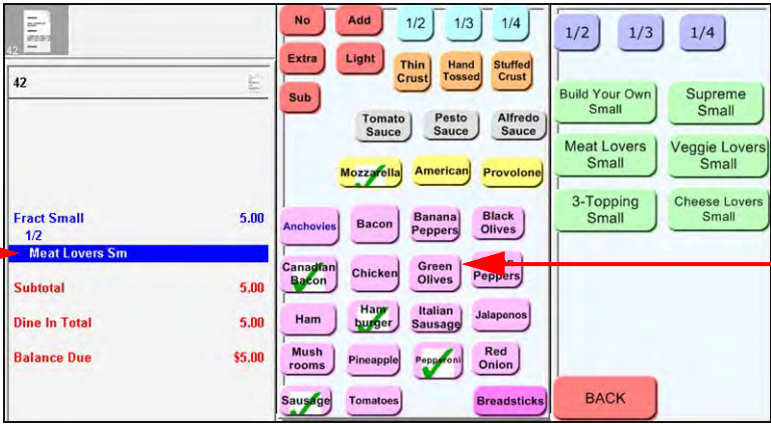 42
42
Fract Small 5.00
1/2
Meat Lovers Sm
Subtotal 5.00
Dine In Total 5.00
Balance Due $5.00
No
Add
1/2
1/3
1/4
Extra
Light
Thin
Crust
Hand
Tossed
Stuffed
Crust
Sub
Tomato
Sauce
Pesto
Sauce
Alfredo
Sauce
Mozzarella
American
Provolone
Anchovies
Bacon
Banana
Peppers
Black
Olives
Canadian
Bacon
Chicken
Green
Olives
Peppers
Ham
Ham
burger
Italian
Sausage
Jalapenos
Mush
rooms
Pineapple
Pepperoni
Red
Onion
Sausage
Tomatoes
Breadsticks
1/2
1/3
1/4
Build Your Own
Small
Supreme
Small
Meat Lovers
Small
Veggie Lovers
Small
3-Topping
Small
Cheese Lovers
Small
BACK